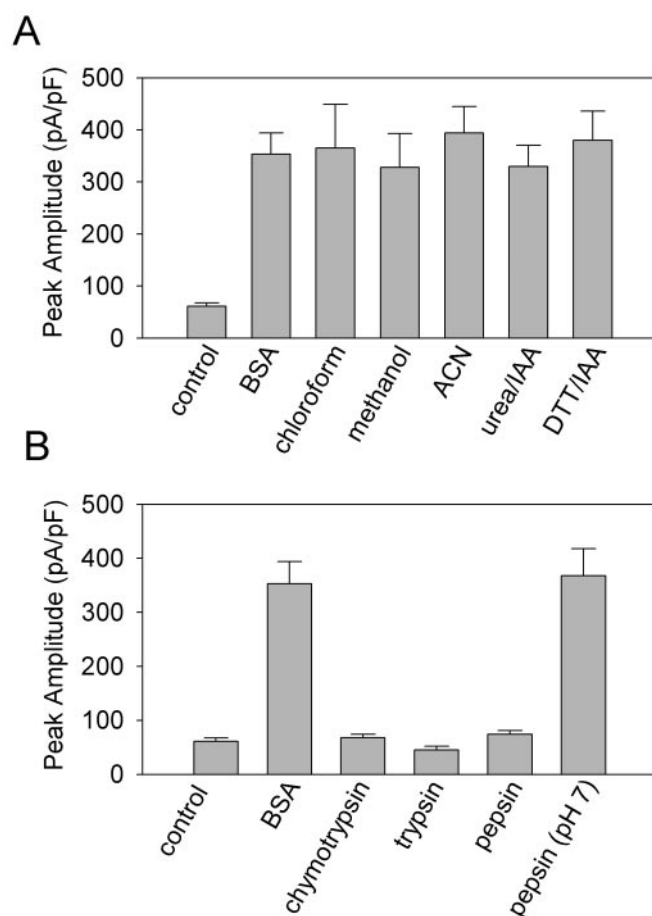 A
Peak Amplitude (pA/pF)
500
400
300
200
100
0
control
BSA
chloroform
methanol
ACN
urea/IAA
DTT/IAA
B
Peak Amplitude (pA/pF)
500
400
300
200
100
0
control
BSA
chymotrypsin
trypsin
pepsin
pepsin (pH 7)